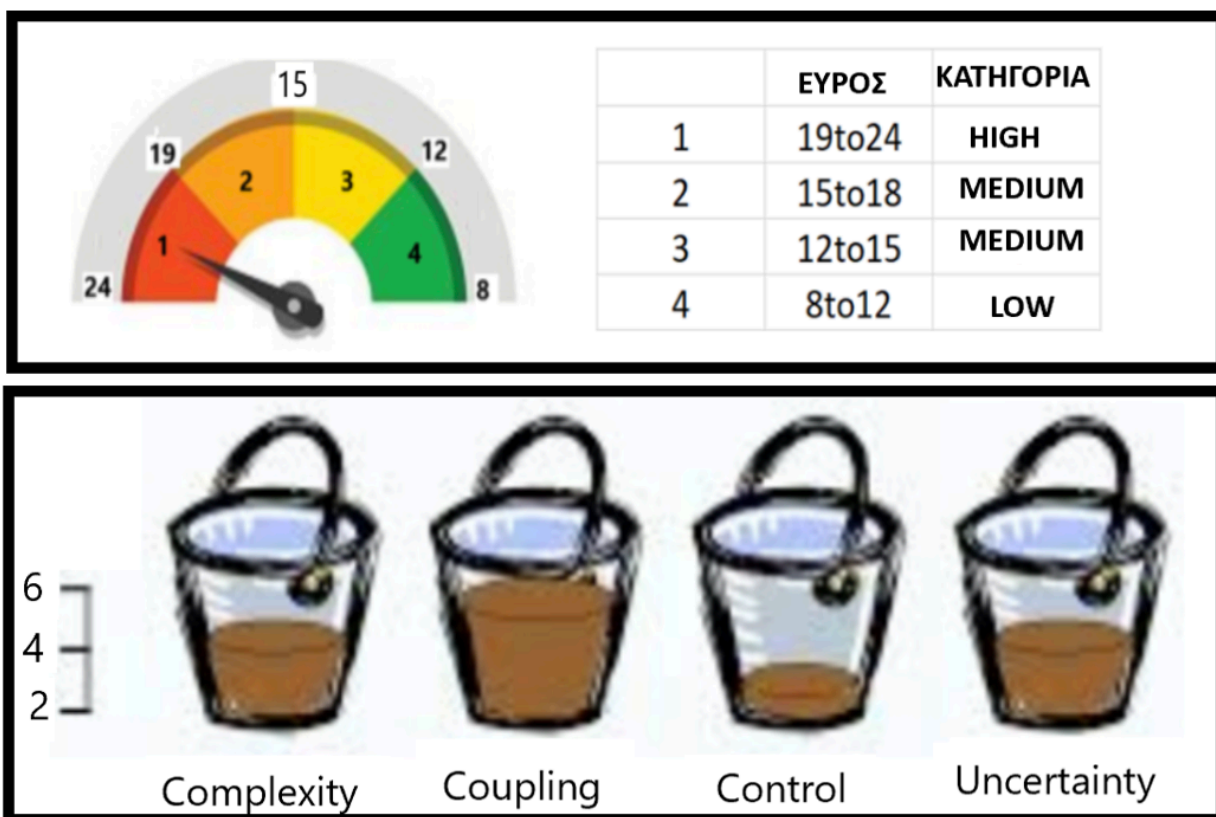 15
19
12
2
3
1
4
24
8
ΕΥΡΟΣ ΚΑΤΗΓΟΡΙΑ
1 19to24 HIGH
2 15to18 MEDIUM
3 12to15 MEDIUM
4 8to12 LOW
6
4
2
Complexity Coupling Control Uncertainty